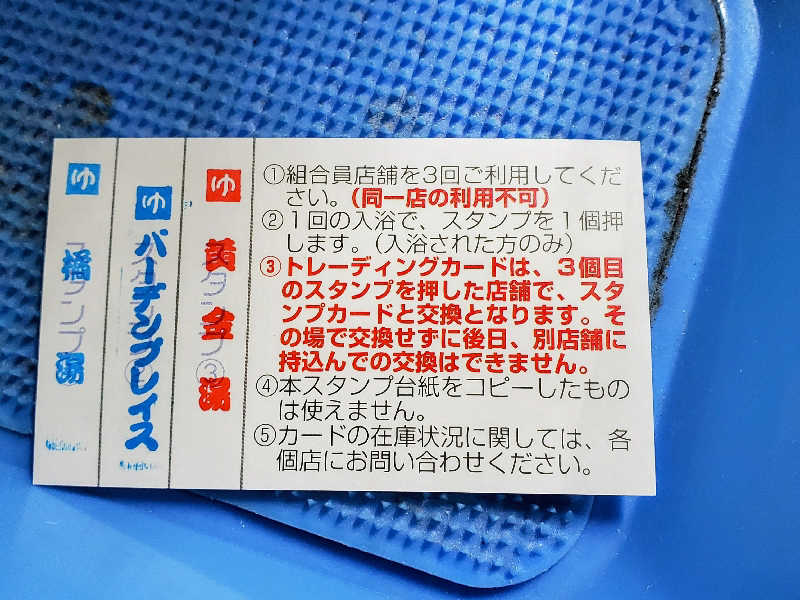 ①組合員店舗を3回ご利用してくだ
さい。(同一店の利用不可)
②1回の入浴で、スタンプを1個押
します。(入浴された方のみ)
③トレーディングカードは、3個目
のスタンプを押した店舗で、スタ
ンプカードと交換となります。そ
の場で交換せずに後日、別店舗に
持込んでの交換はできません。
④本スタンプ台紙をコピーしたもの
は使えません。
⑤カードの在庫状況に関しては、各
個店にお問い合わせください。
ゆ 黄金湯
スタンプ③
ゆ バーデンプレイス
ゆ 橘湯
スタンプ